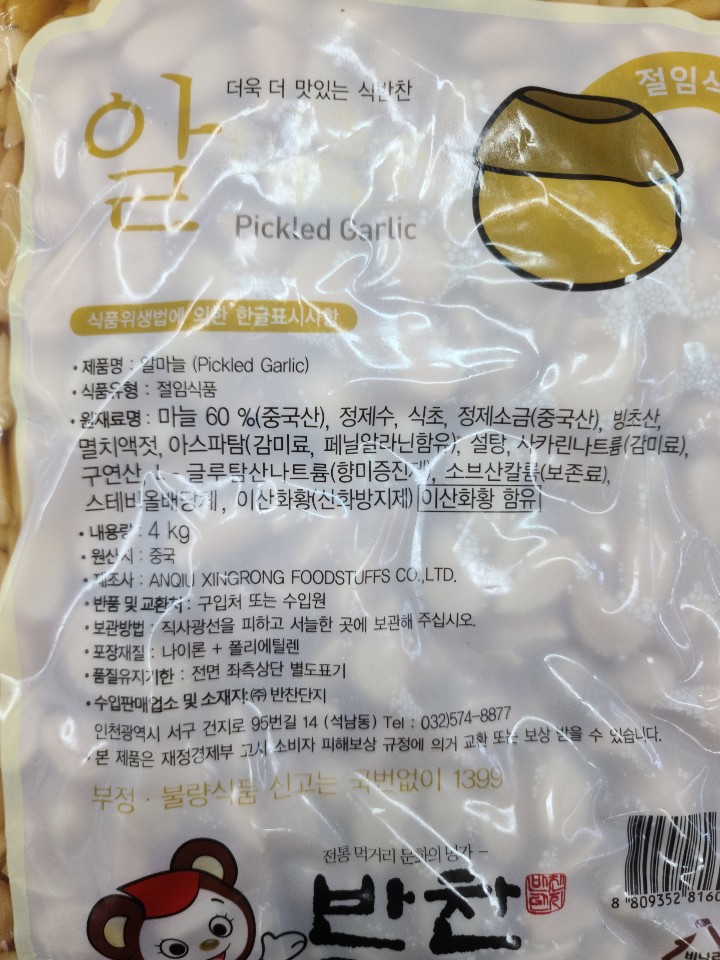 더욱 더 맛있는 식반찬
절임식
알
Pickled Garlic
식품위생법에 의한 한글표시사항
• 제품명 : 알마늘 (Pickled Garlic)
• 식품유형 : 절임식품
• 원재료명 : 마늘 60 %(중국산), 정제수, 식초, 정제소금(중국산), 빙초산,
멸치액젓, 아스파탐(감미료, 페닐알라닌함유), 설탕, 사카린나트륨(감미료),
구연산, L - 글루탐산나트륨(향미증진제), 소브산칼륨(보존료),
스테비올배당체, 이산화황(산화방지제) 이산화황 함유
• 내용량 : 4 kg
• 원산지 : 중국
• 제조사 : ANQIU XINGRONG FOODSTUFFS CO.,LTD.
• 반품 및 교환처 : 구입처 또는 수입원
• 보관방법 : 직사광선을 피하고 서늘한 곳에 보관해 주십시오.
• 포장재질 : 나이론 + 폴리에틸렌
• 품질유지기한 : 전면 좌측상단 별도표기
• 수입판매업소 및 소재지:㈜ 반찬단지
인천광역시 서구 건지로 95번길 14 (석남동) Tel : 032)574-8877
• 본 제품은 재정경제부 고시 소비자 피해보상 규정에 의거 교환 또는 보상 받을 수 있습니다.
부정 · 불량식품 신고는 국번없이 1399
전통 먹거리 문화의 명가 –
반찬
8 809352 8160